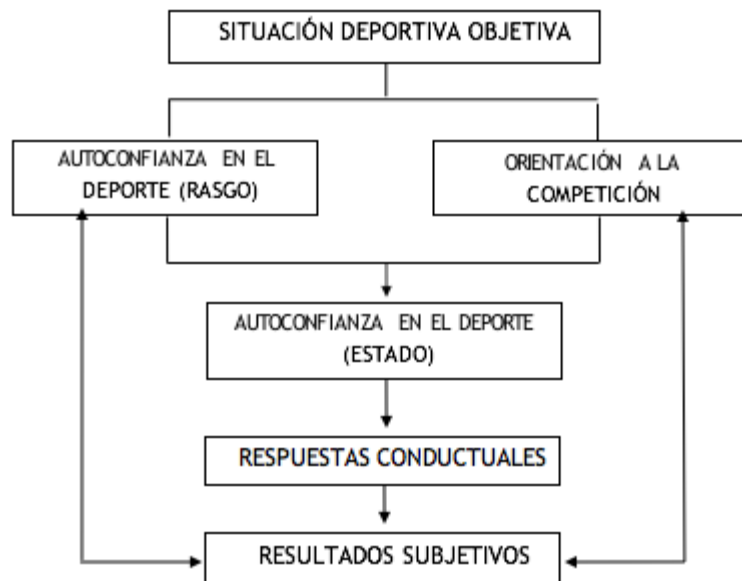 SITUACIÓN DEPORTIVA OBJETIVA
AUTOCONFIANZA EN EL
DEPORTE (RASGO)
ORIENTACIÓN A LA
COMPETICIÓN
AUTOCONFIANZA EN EL DEPORTE
(ESTADO)
RESPUESTAS CONDUCTUALES
RESULTADOS SUBJETIVOS